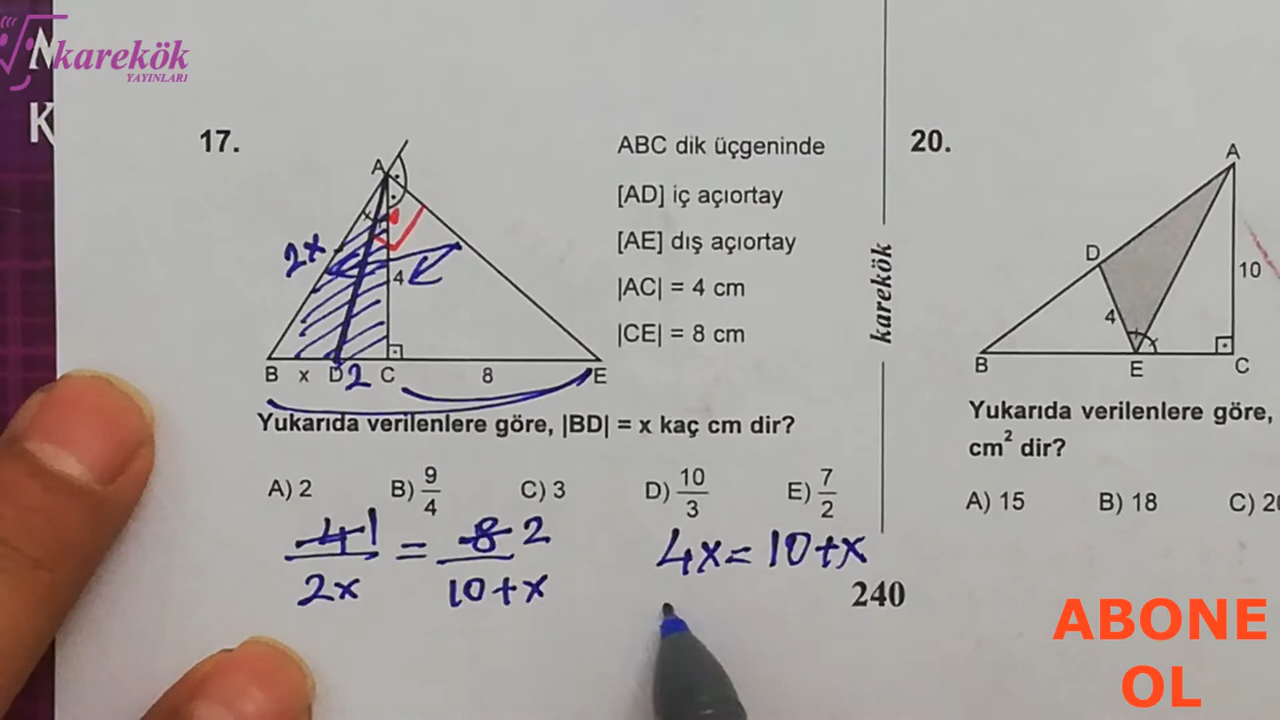 karekök
YAYINLARI
K
17.
A
2x
4
B x D 2 C 8 E
ABC dik üçgeninde
[AD] iç açıortay
[AE] dış açıortay
|AC| = 4 cm
|CE| = 8 cm
Yukarıda verilenlere göre, |BD| = x kaç cm dir?
A) 2 B) 9/4 C) 3 D) 10/3 E) 7/2
4 1 / 2x = 8 2 / 10+x
4x = 10+x
karekök
240
20.
A
D
10
4
B E C
Yukarıda verilenlere göre,
cm² dir?
A) 15 B) 18 C) 2
ABONE
OL